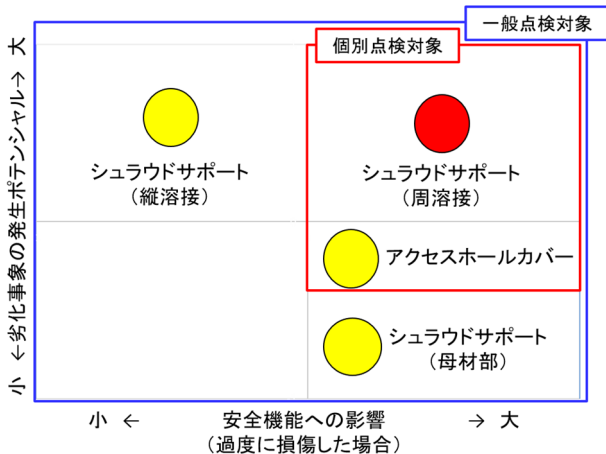 一般点検対象
個別点検対象
小 ←劣化事象の発生ポテンシャル→ 大
シュラウドサポート
（縦溶接）
シュラウドサポート
（周溶接）
アクセスホールカバー
シュラウドサポート
（母材部）
小 ← 安全機能への影響 → 大
（過度に損傷した場合）